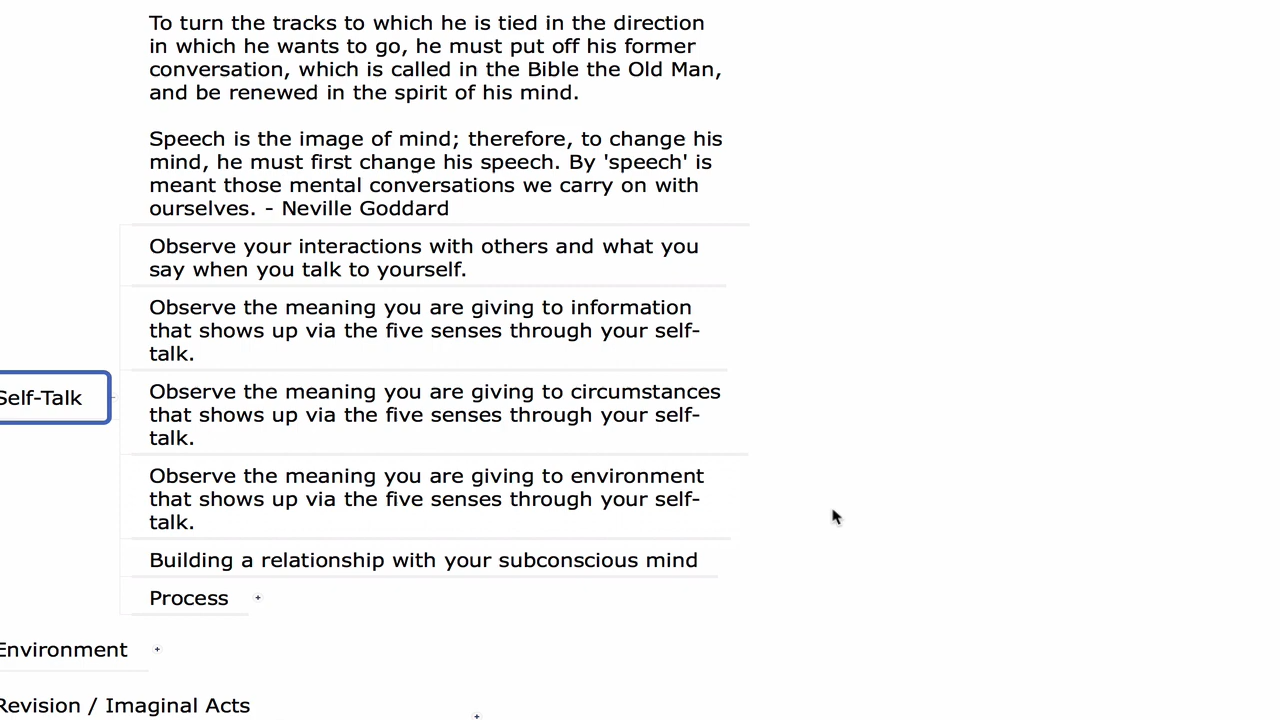 To turn the tracks to which he is tied in the direction
in which he wants to go, he must put off his former
conversation, which is called in the Bible the Old Man,
and be renewed in the spirit of his mind.
Speech is the image of mind; therefore, to change his
mind, he must first change his speech. By 'speech' is
meant those mental conversations we carry on with
ourselves. - Neville Goddard
Observe your interactions with others and what you
say when you talk to yourself.
Observe the meaning you are giving to information
that shows up via the five senses through your self-
talk.
Self-Talk
Observe the meaning you are giving to circumstances
that shows up via the five senses through your self-
talk.
Observe the meaning you are giving to environment
that shows up via the five senses through your self-
talk.
Building a relationship with your subconscious mind
Process
Environment
Revision / Imaginal Acts